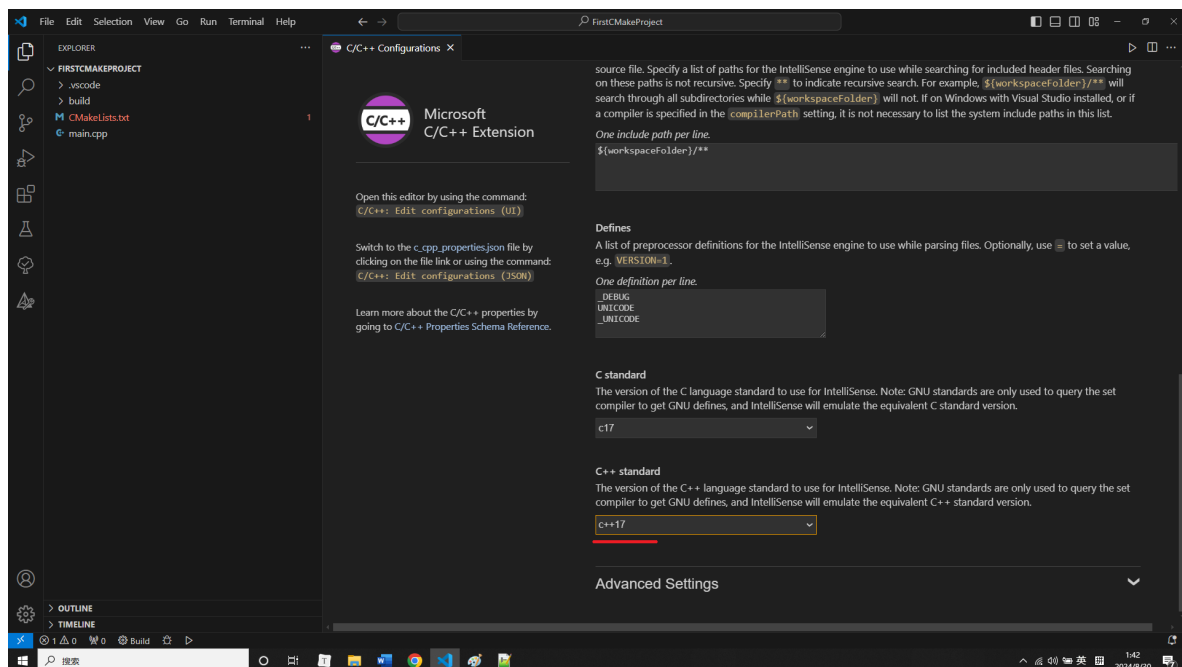 File Edit Selection View Go Run Terminal Help
FirstCMakeProject
EXPLORER
C/C++ Configurations
FIRSTCMAKEPROJECT
.vscode
build
CMakeLists.txt 1
main.cpp
C/C++
Microsoft
C/C++ Extension
Open this editor by using the command:
C/C++: Edit configurations (UI)
Switch to the c_cpp_properties.json file by
clicking on the file link or using the command:
C/C++: Edit configurations (JSON)
Learn more about the C/C++ properties by
going to C/C++ Properties Schema Reference.
source file. Specify a list of paths for the IntelliSense engine to use while searching for included header files. Searching
on these paths is not recursive. Specify ** to indicate recursive search. For example, ${workspaceFolder}/** will
search through all subdirectories while ${workspaceFolder} will not. If on Windows with Visual Studio installed, or if
a compiler is specified in the compilerPath setting, it is not necessary to list the system include paths in this list.
One include path per line.
${workspaceFolder}/**
Defines
A list of preprocessor definitions for the IntelliSense engine to use while parsing files. Optionally, use = to set a value,
e.g. VERSION=1.
One definition per line.
_DEBUG
UNICODE
_UNICODE
C standard
The version of the C language standard to use for IntelliSense. Note: GNU standards are only used to query the set
compiler to get GNU defines, and IntelliSense will emulate the equivalent C standard version.
c17
C++ standard
The version of the C++ language standard to use for IntelliSense. Note: GNU standards are only used to query the set
compiler to get GNU defines, and IntelliSense will emulate the equivalent C++ standard version.
c++17
Advanced Settings
OUTLINE
TIMELINE
1 0 0 Build
搜索
英
1:42
2024/8/20